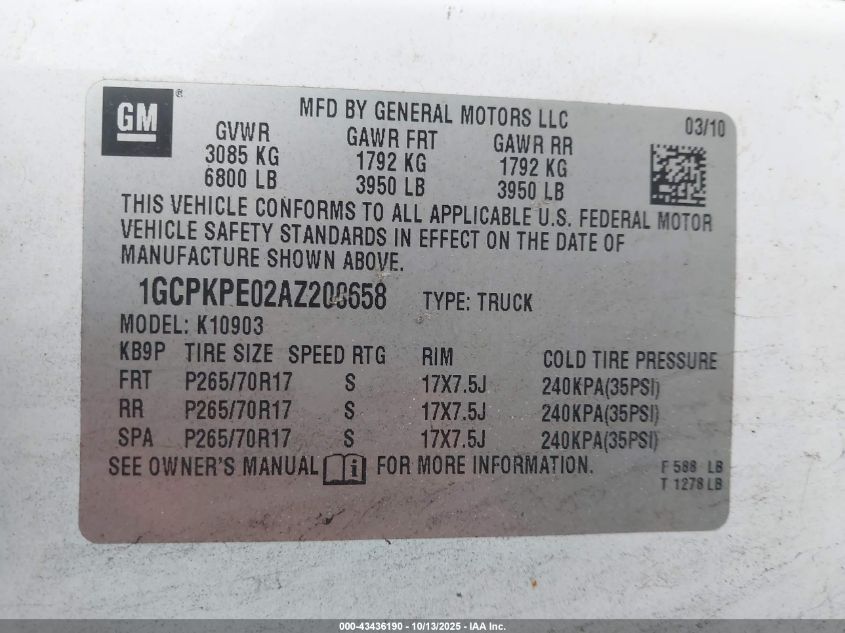 GM ®
MFD BY GENERAL MOTORS LLC 03/10
GVWR GAWR FRT GAWR RR
3085 KG 1792 KG 1792 KG
6800 LB 3950 LB 3950 LB
THIS VEHICLE CONFORMS TO ALL APPLICABLE U.S. FEDERAL MOTOR
VEHICLE SAFETY STANDARDS IN EFFECT ON THE DATE OF
MANUFACTURE SHOWN ABOVE.
1GCPKPE02AZ200658 TYPE: TRUCK
MODEL: K10903
KB9P TIRE SIZE SPEED RTG RIM COLD TIRE PRESSURE
FRT P265/70R17 S 17X7.5J 240KPA(35PSI)
RR P265/70R17 S 17X7.5J 240KPA(35PSI)
SPA P265/70R17 S 17X7.5J 240KPA(35PSI)
SEE OWNER'S MANUAL i FOR MORE INFORMATION.
F 588 LB
T 1278 LB
000-43436190 - 10/13/2025 - IAA Inc.